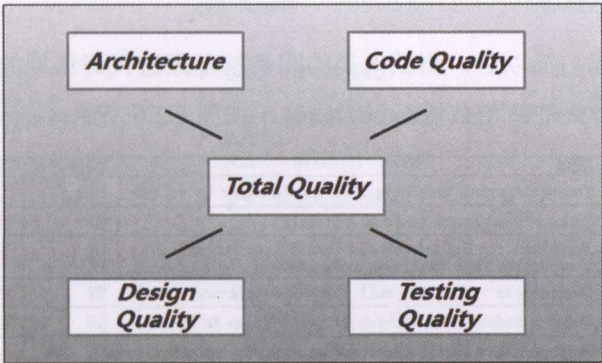 Architecture
Code Quality
Total Quality
Design
Quality
Testing
Quality